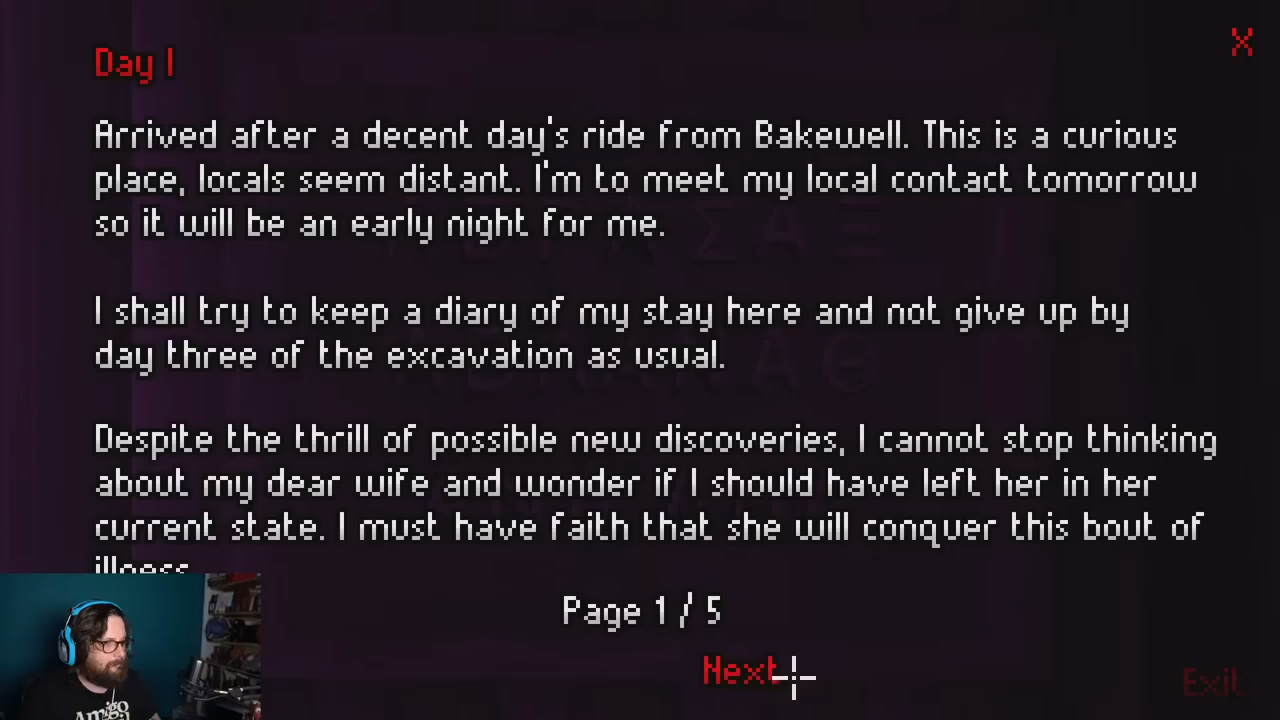 Day 1
X
Arrived after a decent day's ride from Bakewell. This is a curious
place, locals seem distant. I'm to meet my local contact tomorrow
so it will be an early night for me.
I shall try to keep a diary of my stay here and not give up by
day three of the excavation as usual.
Despite the thrill of possible new discoveries, I cannot stop thinking
about my dear wife and wonder if I should have left her in her
current state. I must have faith that she will conquer this bout of
illness.
Page 1 / 5
Next
Exit
Amigo